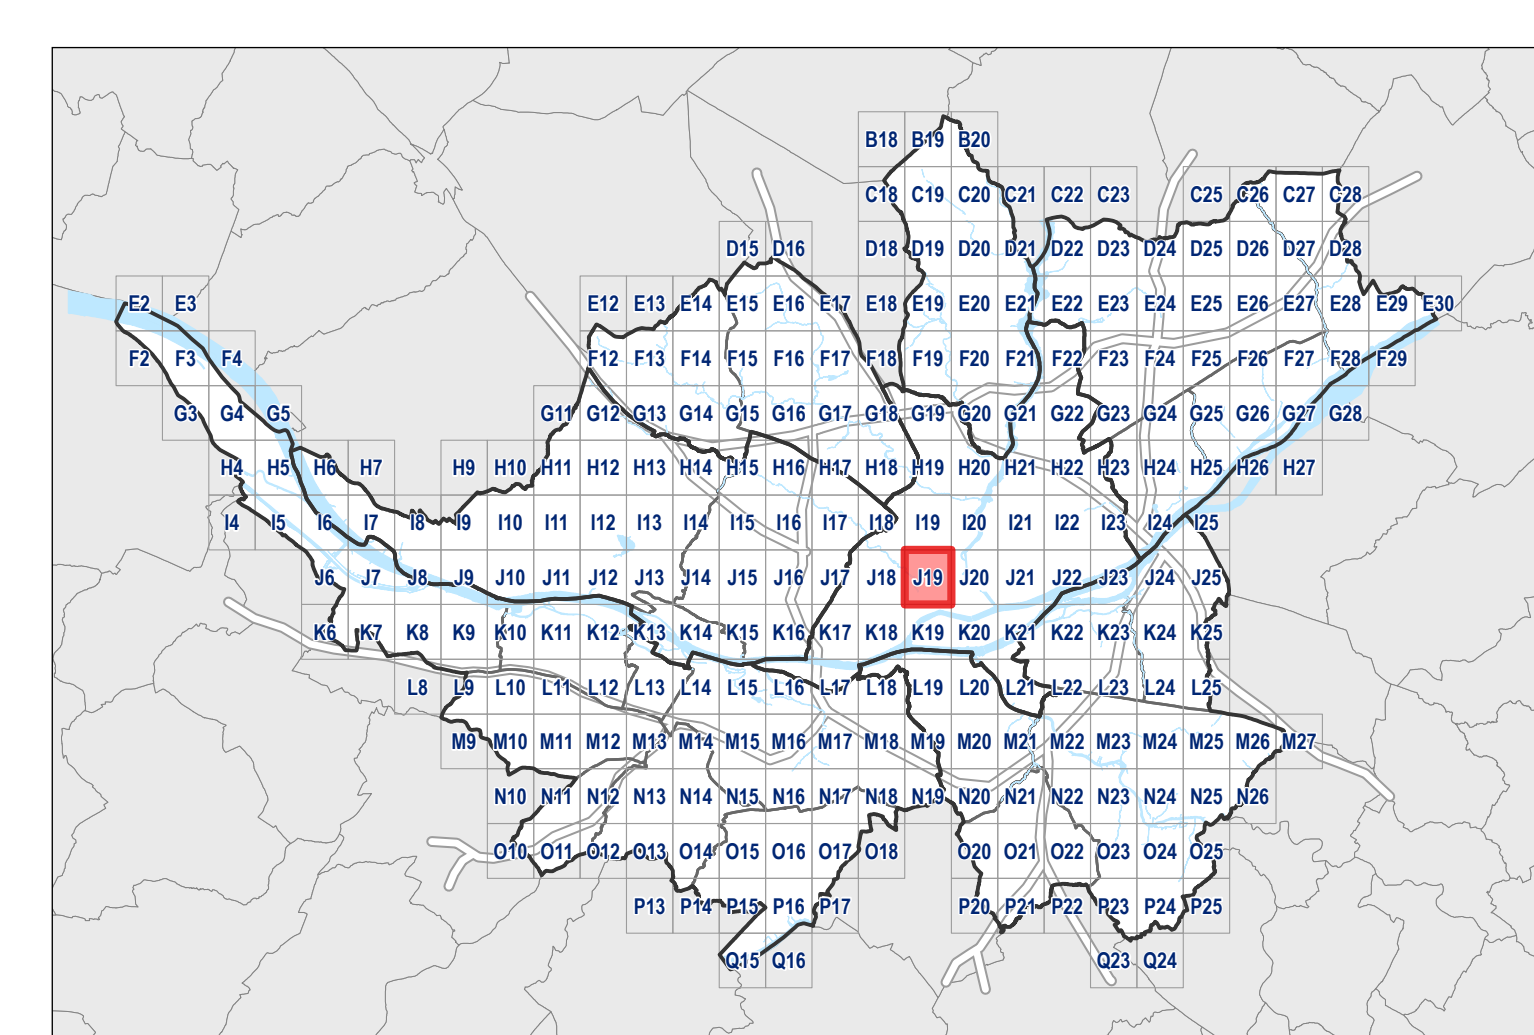 B18 B19 B20
C18 C19 C20 C21 C22 C23 C25 C26 C27 C28
D15 D16 D18 D19 D20 D21 D22 D23 D24 D25 D26 D27 D28
E2 E3 E12 E13 E14 E15 E16 E17 E18 E19 E20 E21 E22 E23 E24 E25 E26 E27 E28 E29 E30
F2 F3 F4 F12 F13 F14 F15 F16 F17 F18 F19 F20 F21 F22 F23 F24 F25 F26 F27 F28 F29
G3 G4 G5 G11 G12 G13 G14 G15 G16 G17 G18 G19 G20 G21 G22 G23 G24 G25 G26 G27 G28
H4 H5 H6 H7 H9 H10 H11 H12 H13 H14 H15 H16 H17 H18 H19 H20 H21 H22 H23 H24 H25 H26 H27
I4 I5 I6 I7 I8 I9 I10 I11 I12 I13 I14 I15 I16 I17 I18 I19 I20 I21 I22 I23 I24 I25
J6 J7 J8 J9 J10 J11 J12 J13 J14 J15 J16 J17 J18 J19 J20 J21 J22 J23 J24 J25
K6 K7 K8 K9 K10 K11 K12 K13 K14 K15 K16 K17 K18 K19 K20 K21 K22 K23 K24 K25
L8 L9 L10 L11 L12 L13 L14 L15 L16 L17 L18 L19 L20 L21 L22 L23 L24 L25
M9 M10 M11 M12 M13 M14 M15 M16 M17 M18 M19 M20 M21 M22 M23 M24 M25 M26 M27
N10 N11 N12 N13 N14 N15 N16 N17 N18 N19 N20 N21 N22 N23 N24 N25 N26
O10 O11 O12 O13 O14 O15 O16 O17 O18 O20 O21 O22 O23 O24 O25
P13 P14 P15 P16 P17 P20 P21 P22 P23 P24 P25
Q15 Q16 Q23 Q24